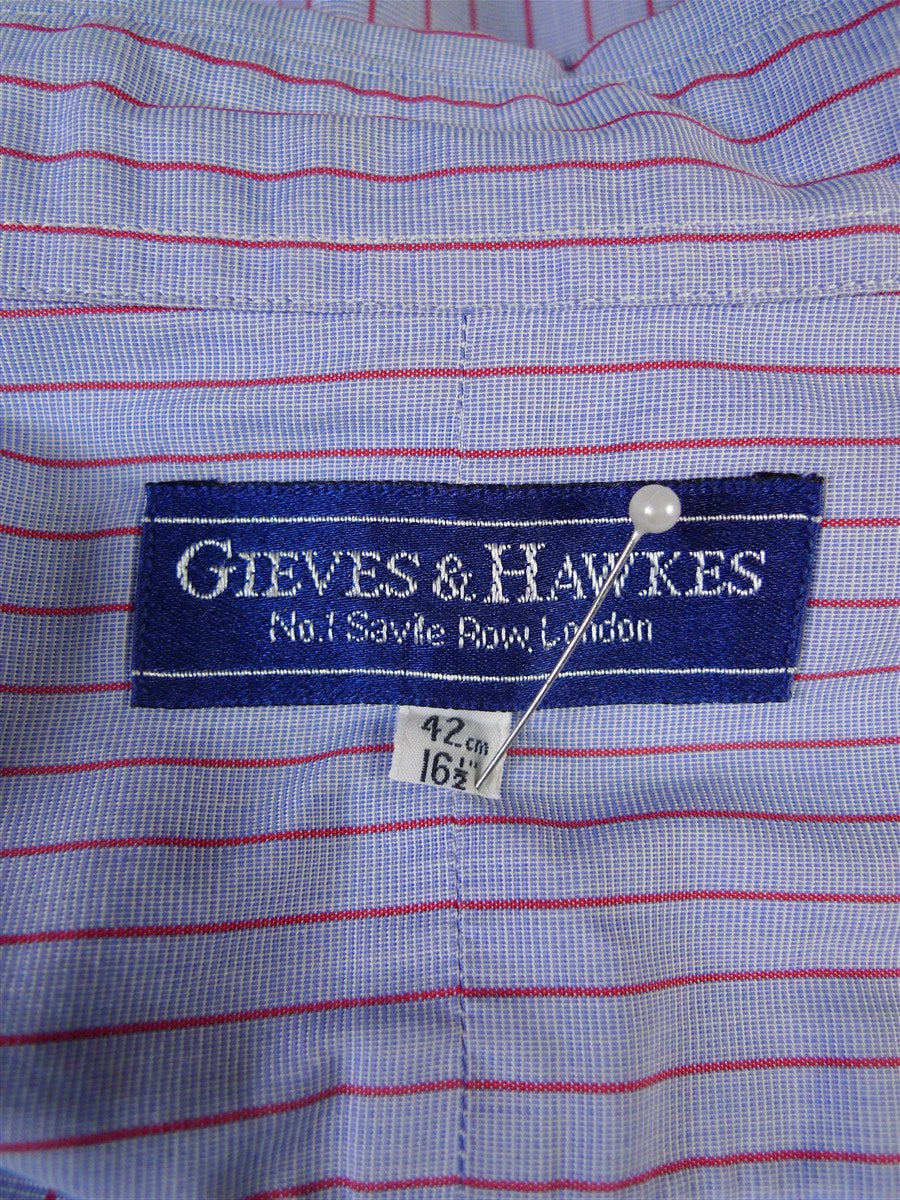 GIEVES & HAWKES
No.1 Savile Row, London
42 cm
16½"